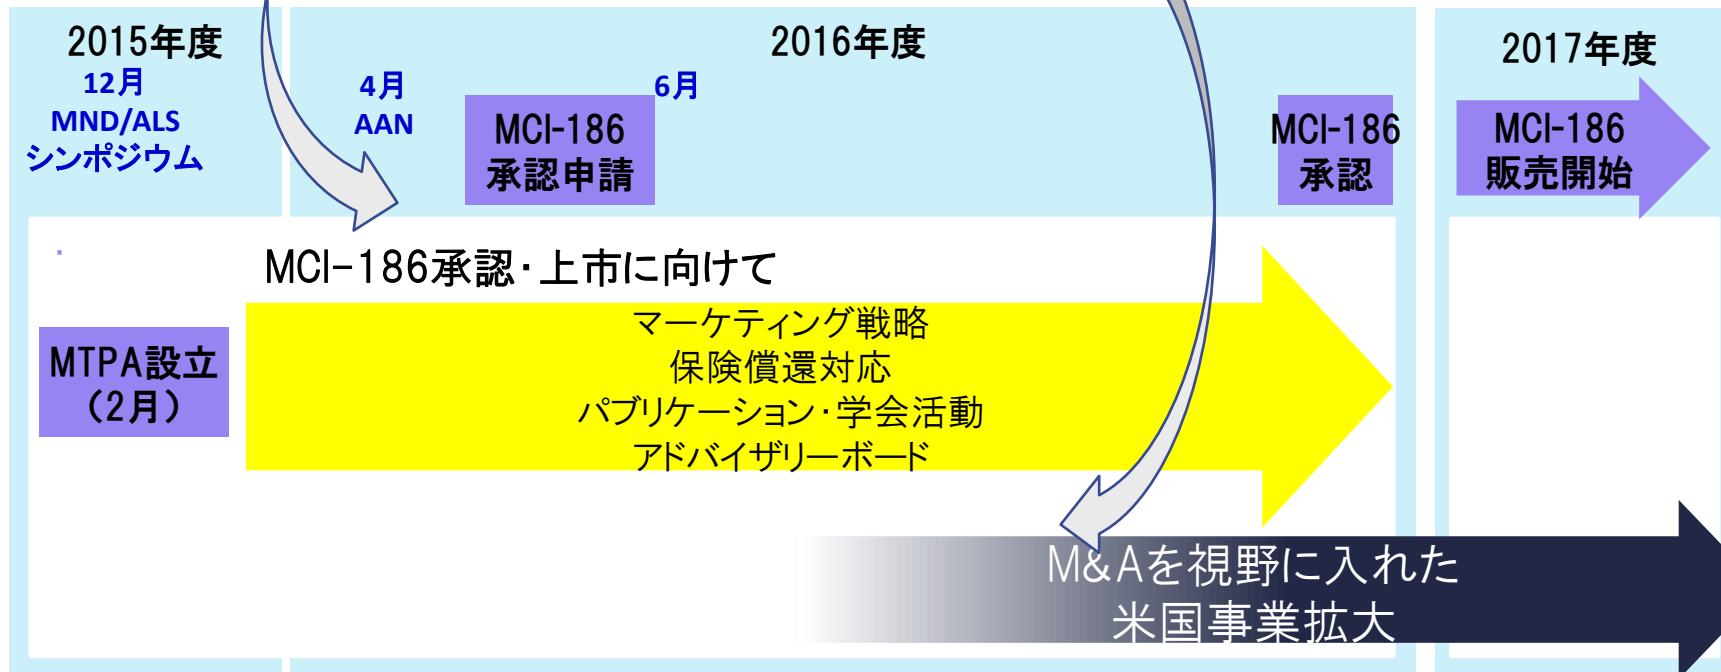 2015年度
12月
MND/ALS
シンポジウム
2016年度
4月
AAN
6月
MCI-186
承認申請
MCI-186
承認
2017年度
MCI-186
販売開始
MCI-186承認・上市に向けて
MTPA設立
(2月)
マーケティング戦略
保険償還対応
パブリケーション・学会活動
アドバイザリーボード
M&Aを視野に入れた
米国事業拡大